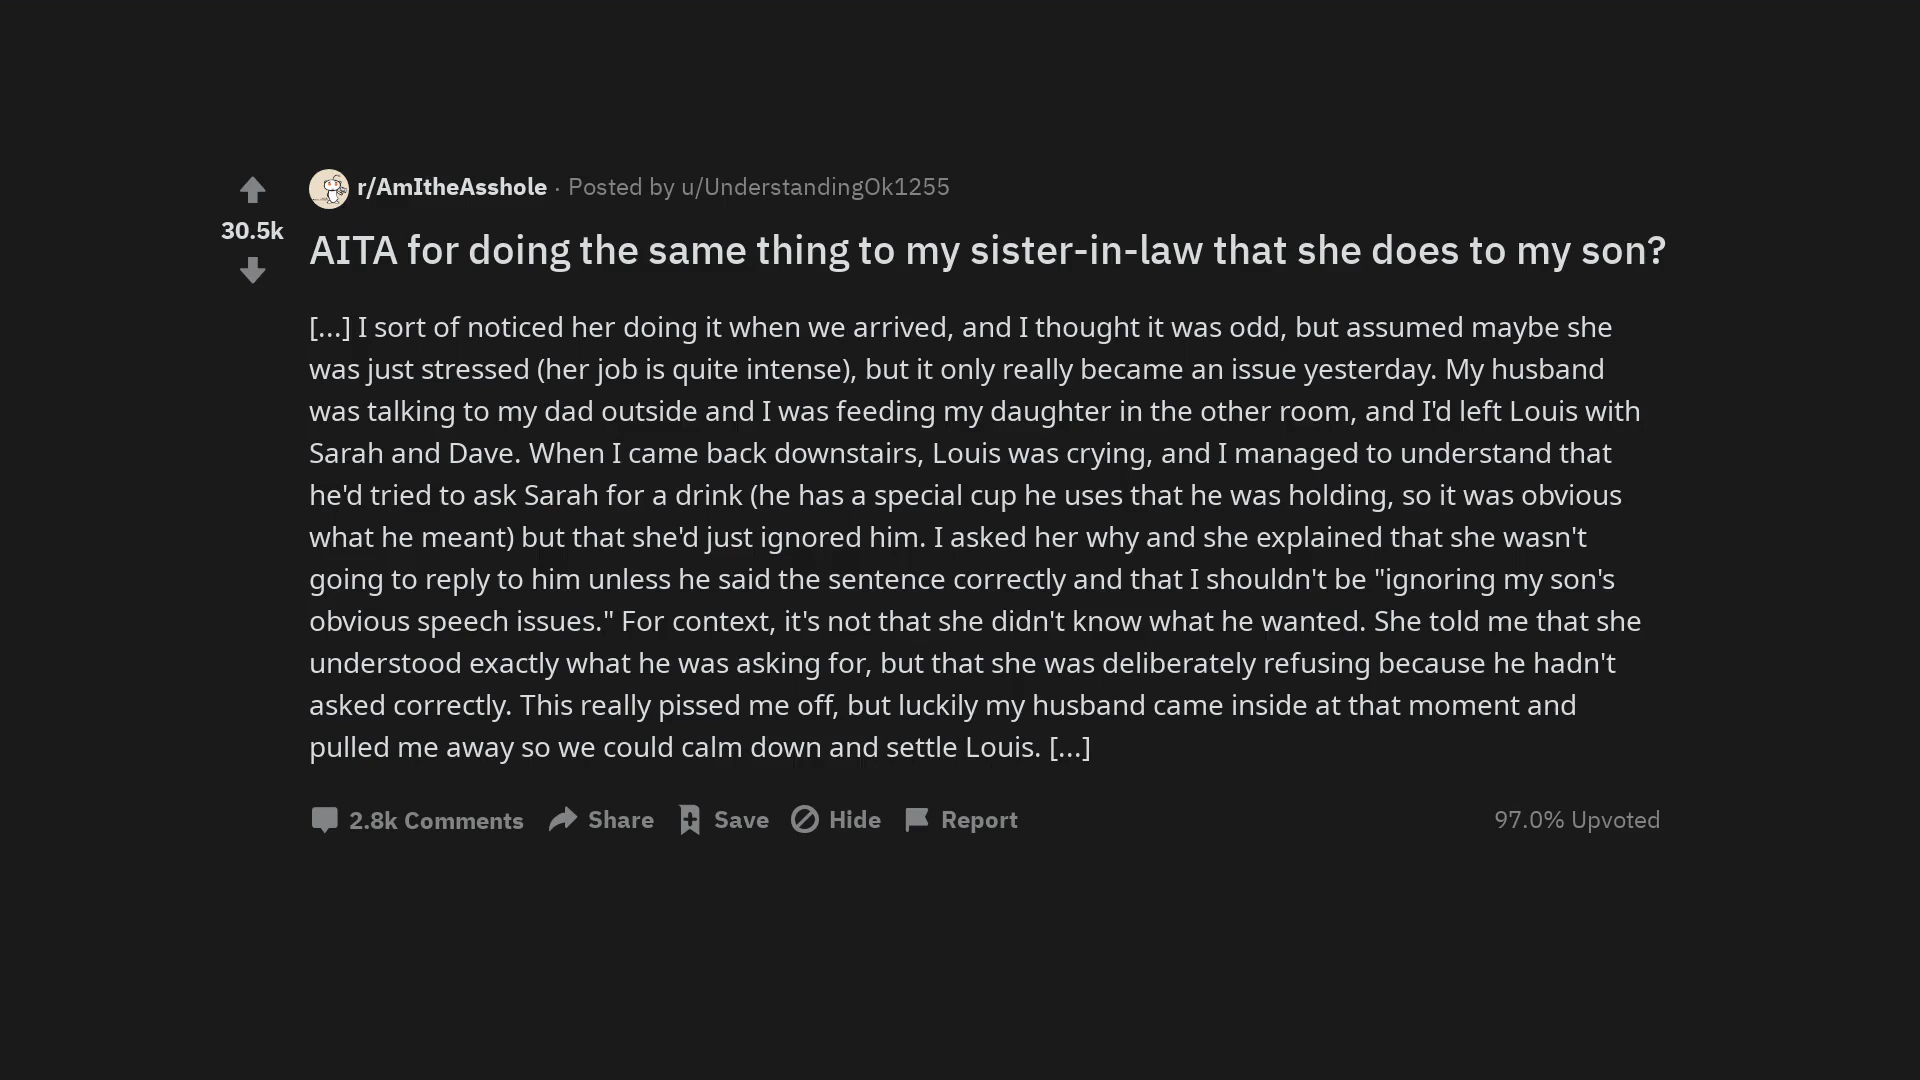 r/AmItheAsshole · Posted by u/UnderstandingOk1255
30.5k
AITA for doing the same thing to my sister-in-law that she does to my son?
[...] I sort of noticed her doing it when we arrived, and I thought it was odd, but assumed maybe she
was just stressed (her job is quite intense), but it only really became an issue yesterday. My husband
was talking to my dad outside and I was feeding my daughter in the other room, and I'd left Louis with
Sarah and Dave. When I came back downstairs, Louis was crying, and I managed to understand that
he'd tried to ask Sarah for a drink (he has a special cup he uses that he was holding, so it was obvious
what he meant) but that she'd just ignored him. I asked her why and she explained that she wasn't
going to reply to him unless he said the sentence correctly and that I shouldn't be "ignoring my son's
obvious speech issues." For context, it's not that she didn't know what he wanted. She told me that she
understood exactly what he was asking for, but that she was deliberately refusing because he hadn't
asked correctly. This really pissed me off, but luckily my husband came inside at that moment and
pulled me away so we could calm down and settle Louis. [...]
2.8k Comments Share Save Hide Report 97.0% Upvoted